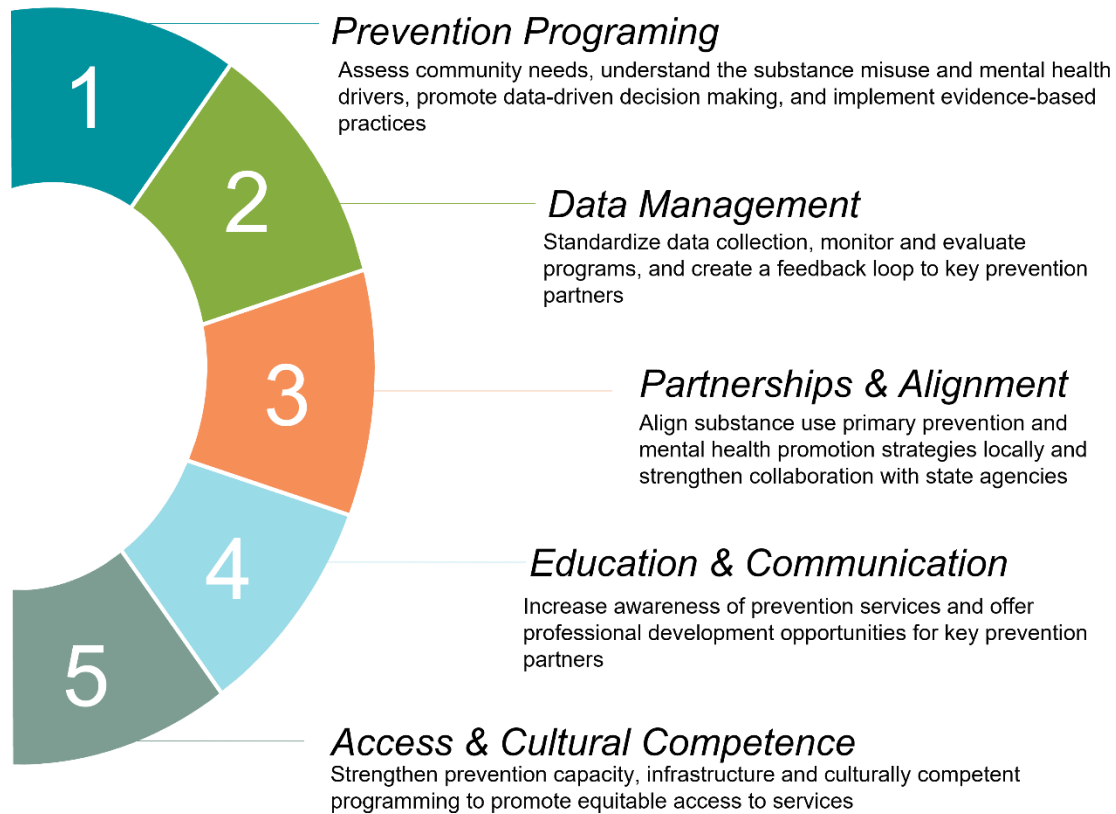 1
Prevention Programing
Assess community needs, understand the substance misuse and mental health
drivers, promote data-driven decision making, and implement evidence-based
practices
2
Data Management
Standardize data collection, monitor and evaluate
programs, and create a feedback loop to key prevention
partners
3
Partnerships & Alignment
Align substance use primary prevention and
mental health promotion strategies locally and
strengthen collaboration with state agencies
4
Education & Communication
Increase awareness of prevention services and offer
professional development opportunities for key prevention
partners
5
Access & Cultural Competence
Strengthen prevention capacity, infrastructure and culturally competent
programming to promote equitable access to services